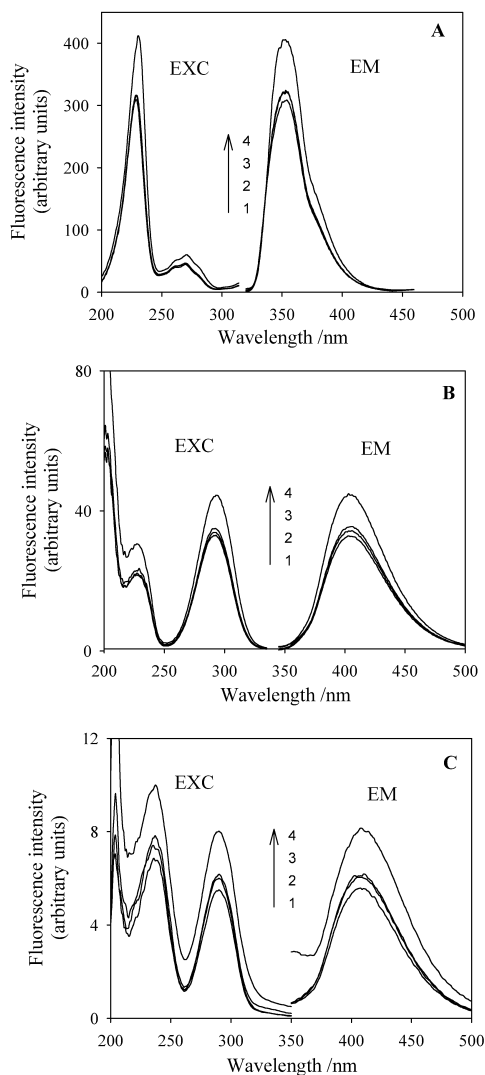 A
EXC
EM
Fluorescence intensity
(arbitrary units)
400
300
200
100
0
4
3
2
1
200
250
300
350
400
450
500
Wavelength /nm
B
EXC
EM
Fluorescence intensity
(arbitrary units)
80
40
0
4
3
2
1
200
250
300
350
400
450
500
Wavelength /nm
C
EXC
EM
Fluorescence intensity
(arbitrary units)
12
8
4
0
4
3
2
1
200
250
300
350
400
450
500
Wavelength /nm